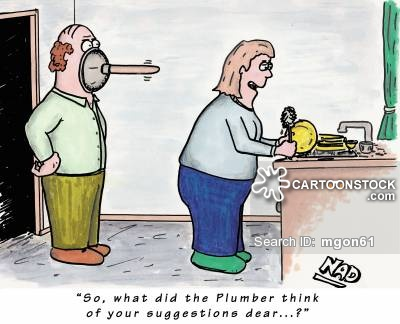 CARTOONSTOCK
.com
Search ID: mgon61
NAD
"So, what did the Plumber think
of your suggestions dear...?"